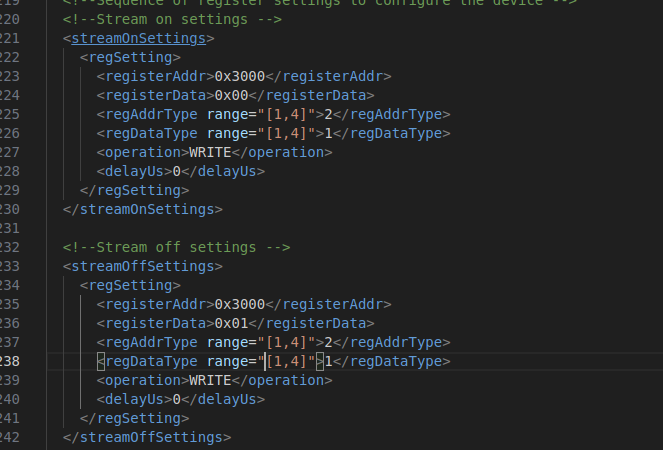 219 <!--Sequence of register settings to configure the device -->
220 <!--Stream on settings -->
221 <streamOnSettings>
222 <regSetting>
223 <registerAddr>0x3000</registerAddr>
224 <registerData>0x00</registerData>
225 <regAddrType range="[1,4]">2</regAddrType>
226 <regDataType range="[1,4]">1</regDataType>
227 <operation>WRITE</operation>
228 <delayUs>0</delayUs>
229 </regSetting>
230 </streamOnSettings>
231
232 <!--Stream off settings -->
233 <streamOffSettings>
234 <regSetting>
235 <registerAddr>0x3000</registerAddr>
236 <registerData>0x01</registerData>
237 <regAddrType range="[1,4]">2</regAddrType>
238 <regDataType range="[1,4]">1</regDataType>
239 <operation>WRITE</operation>
240 <delayUs>0</delayUs>
241 </regSetting>
242 </streamOffSettings>